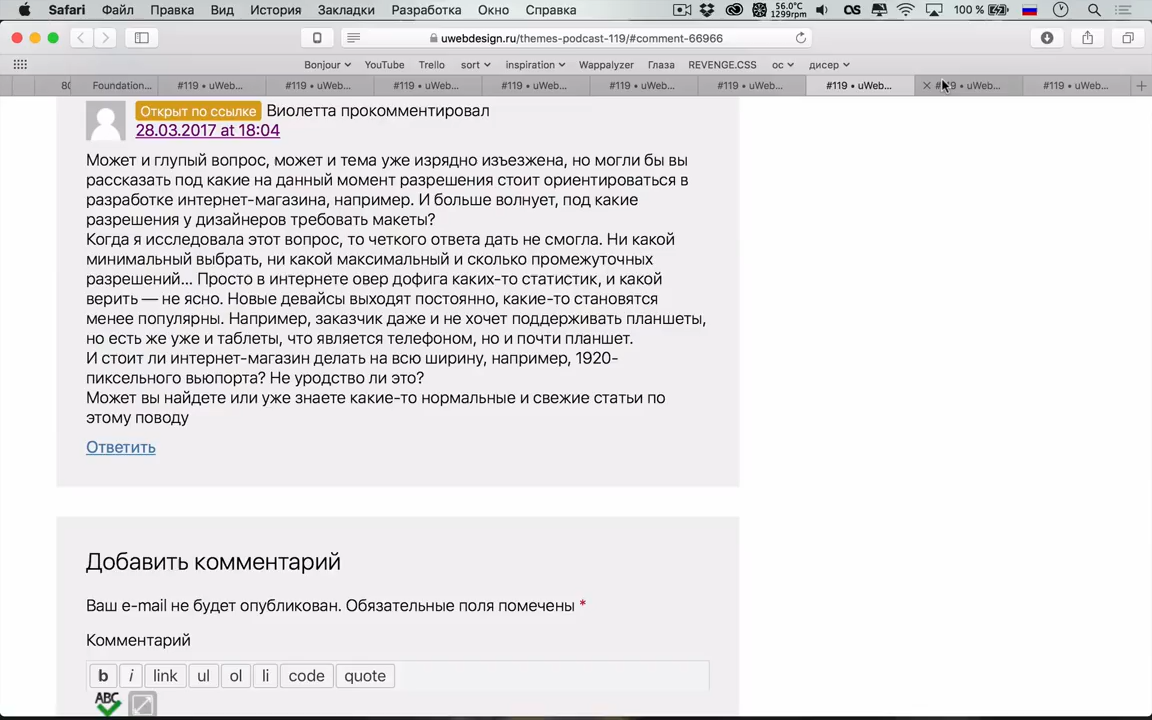 Safari Файл Правка Вид История Закладки Разработка Окно Справка 56.0°C 1299rpm 100 %
uwebdesign.ru/themes-podcast-119/#comment-66966
Bonjour YouTube Trello sort inspiration Wappalyzer Глаза REVENGE.CSS ос дисер
80 Foundation... #119 • uWeb... #119 • uWeb... #119 • uWeb... #119 • uWeb... #119 • uWeb... #119 • uWeb... #119 • uWeb... #119 • uWeb... #119 • uWeb...
Открыт по ссылке Виолетта прокомментировал
28.03.2017 at 18:04
Может и глупый вопрос, может и тема уже изрядно изъезжена, но могли бы вы
рассказать под какие на данный момент разрешения стоит ориентироваться в
разработке интернет-магазина, например. И больше волнует, под какие
разрешения у дизайнеров требовать макеты?
Когда я исследовала этот вопрос, то четкого ответа дать не смогла. Ни какой
минимальный выбрать, ни какой максимальный и сколько промежуточных
разрешений... Просто в интернете овер дофига каких-то статистик, и какой
верить — не ясно. Новые девайсы выходят постоянно, какие-то становятся
менее популярны. Например, заказчик даже и не хочет поддерживать планшеты,
но есть же уже и таблеты, что является телефоном, но и почти планшет.
И стоит ли интернет-магазин делать на всю ширину, например, 1920-
пиксельного вьюпорта? Не уродство ли это?
Может вы найдете или уже знаете какие-то нормальные и свежие статьи по
этому поводу
Ответить
Добавить комментарий
Ваш e-mail не будет опубликован. Обязательные поля помечены *
Комментарий
b i link ul ol li code quote
ABC